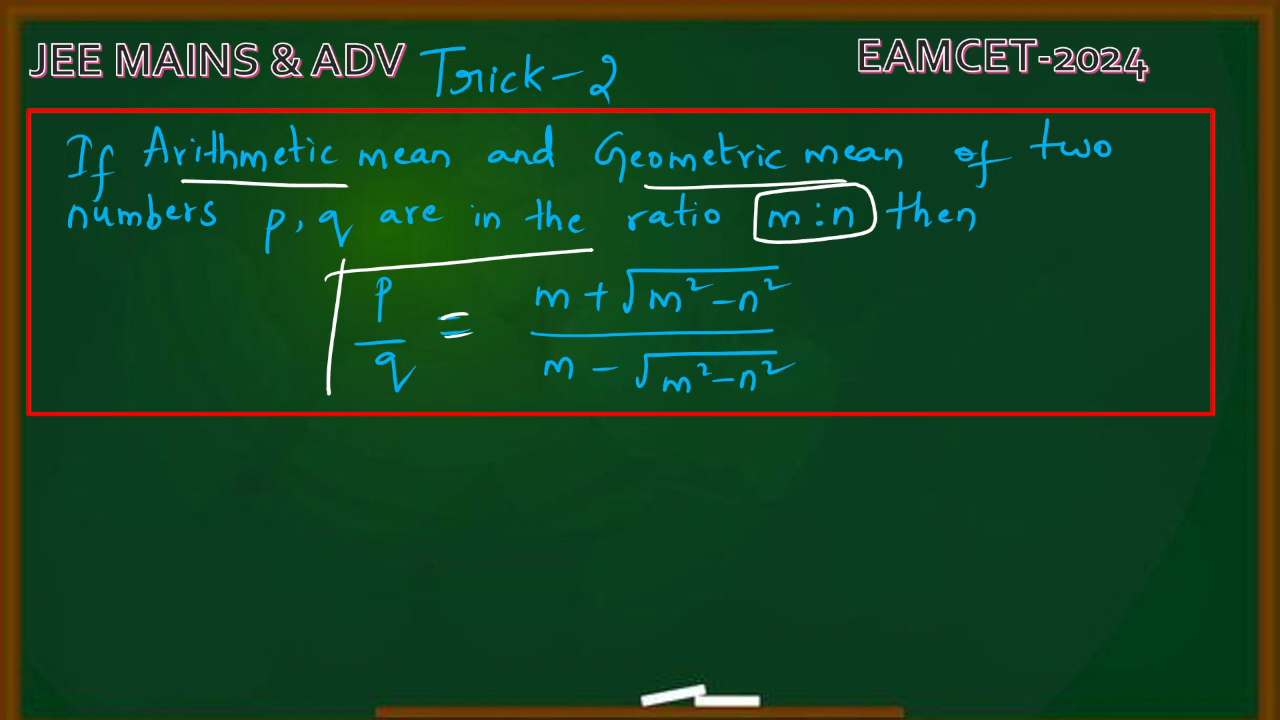 JEE MAINS & ADV Trick-2 EAMCET-2024
If Arithmetic mean and Geometric mean of two
numbers p, q are in the ratio m:n then
p/q = (m + √(m²-n²))/(m - √(m²-n²))